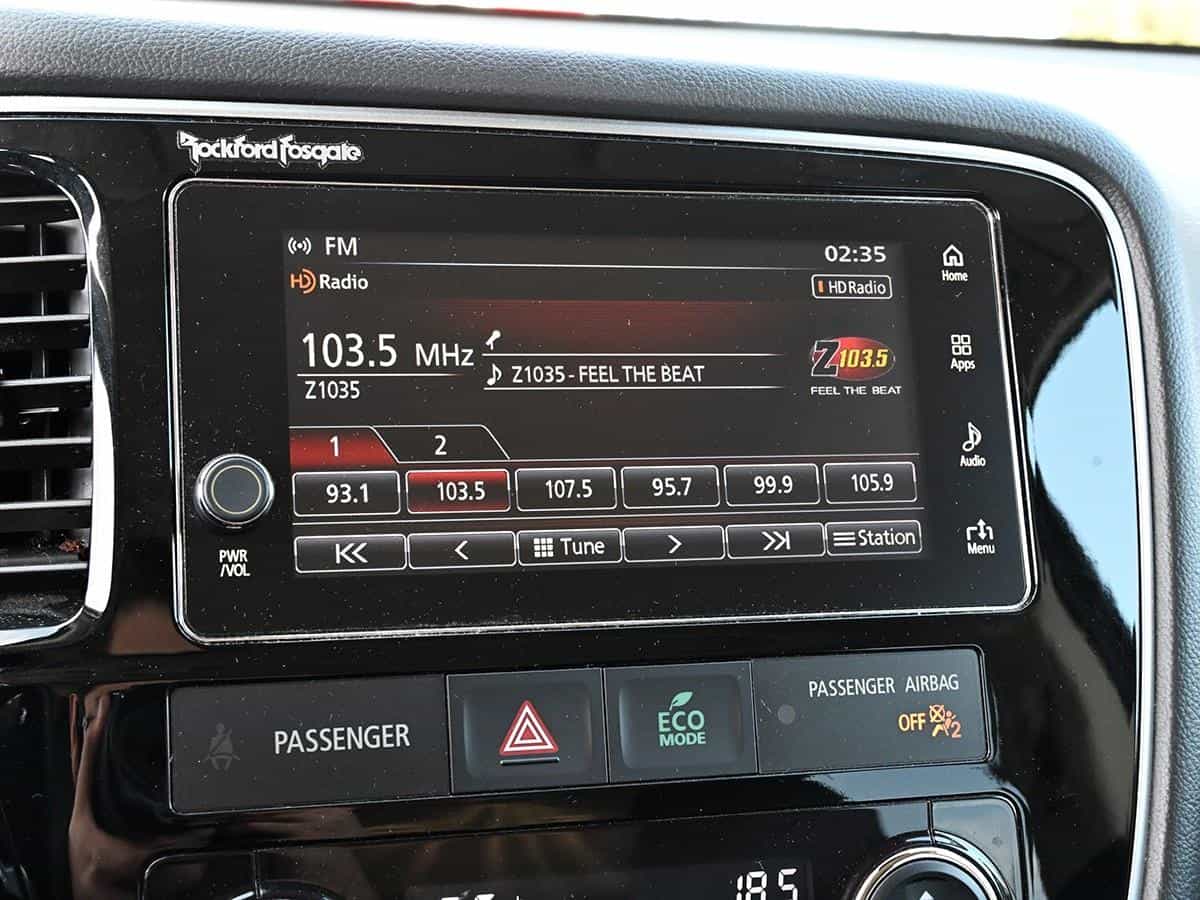 Rockford Fosgate
FM 02:35
HD Radio HD Radio
Home
103.5 MHz
Z1035
Z1035 - FEEL THE BEAT
Z103.5
FEEL THE BEAT
Apps
Audio
1 2
93.1 103.5 107.5 95.7 99.9 105.9
Tune Station
Menu
PWR
/VOL
PASSENGER
ECO
MODE
PASSENGER AIRBAG
OFF 2
18.5